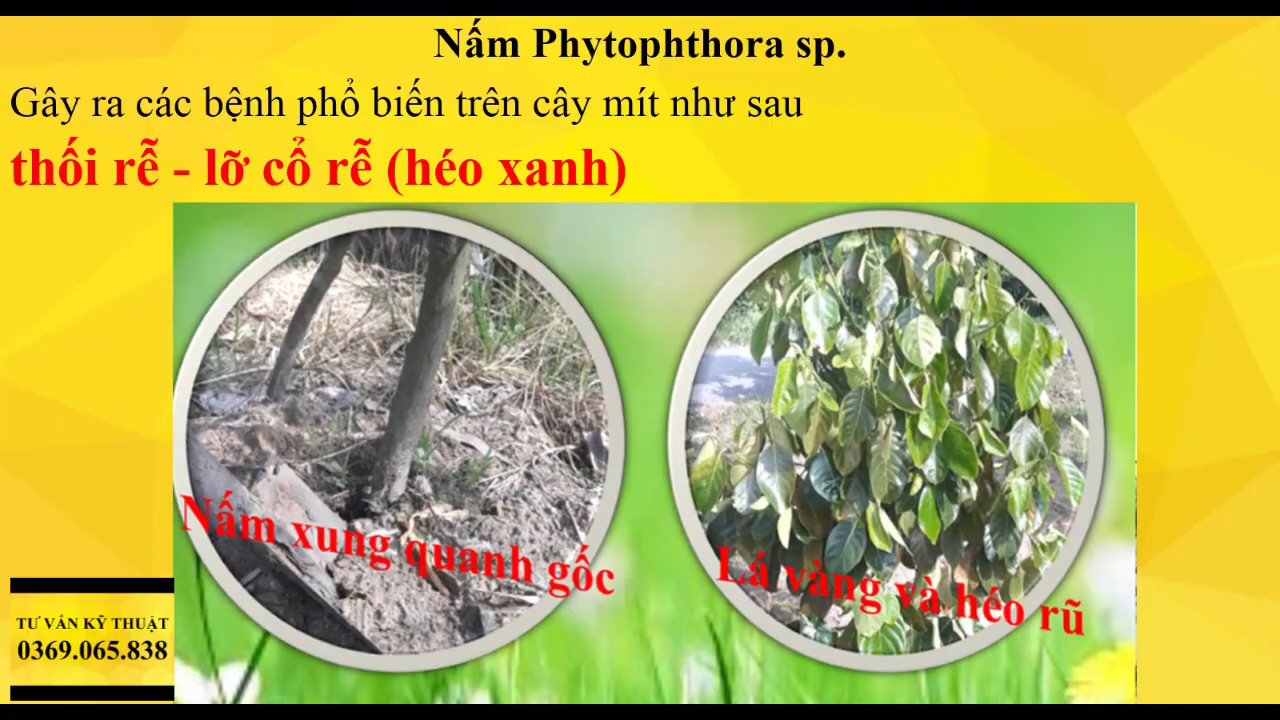 Nấm Phytophthora sp.
Gây ra các bệnh phổ biến trên cây mít như sau
thối rễ - lỡ cổ rễ (héo xanh)
Nấm xung quanh gốc
Lá vàng và héo rũ
TƯ VẤN KỸ THUẬT
0369.065.838